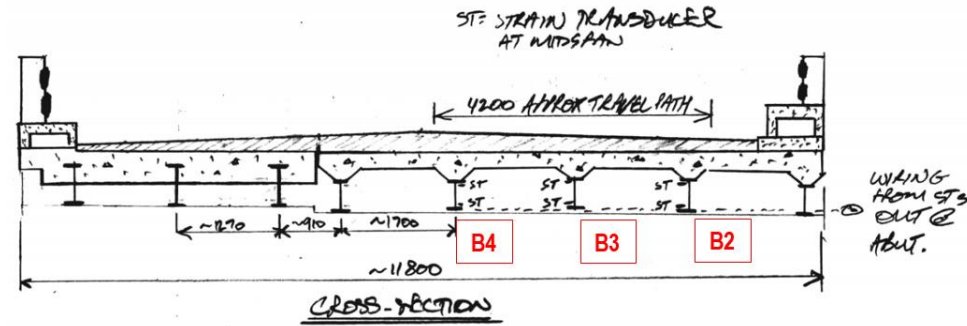 ST= STRAIN TRANSDUCER
AT MIDSPAN
4200 APPROX TRAVEL PATH
ST ST ST
ST ST ST
WIRING
FROM STs
OUT @
ABUT.
~1270 ~910 ~1700
B4 B3 B2
~11800
CROSS-SECTION